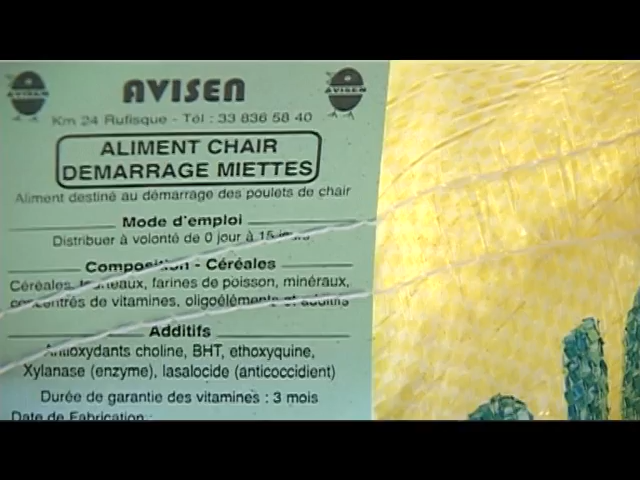 AVISEN
AVISEN
AVISEN
Km 24 Rufisque - Tél : 33 836 58 40
ALIMENT CHAIR
DEMARRAGE MIETTES
Aliment destiné au démarrage des poulets de chair
Mode d'emploi
Distribuer à volonté de 0 jour à 15 jours
Composition - Céréales
Céréales, tourteaux, farines de poisson, minéraux,
concentrés de vitamines, oligoéléments et additifs
Additifs
Antioxydants choline, BHT, ethoxyquine,
Xylanase (enzyme), lasalocide (anticoccident)
Durée de garantie des vitamines : 3 mois
Date de Fabrication :